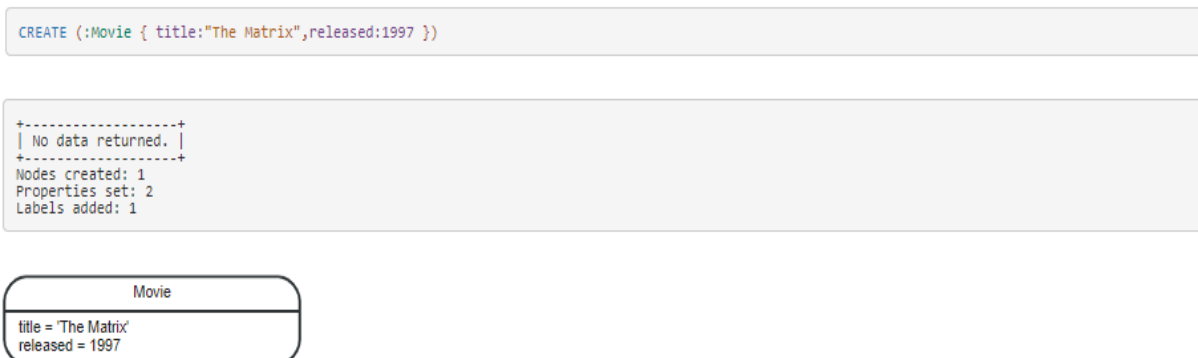 CREATE (:Movie { title:"The Matrix",released:1997 })
+-------------------+
| No data returned. |
+-------------------+
Nodes created: 1
Properties set: 2
Labels added: 1
Movie
title = 'The Matrix'
released = 1997